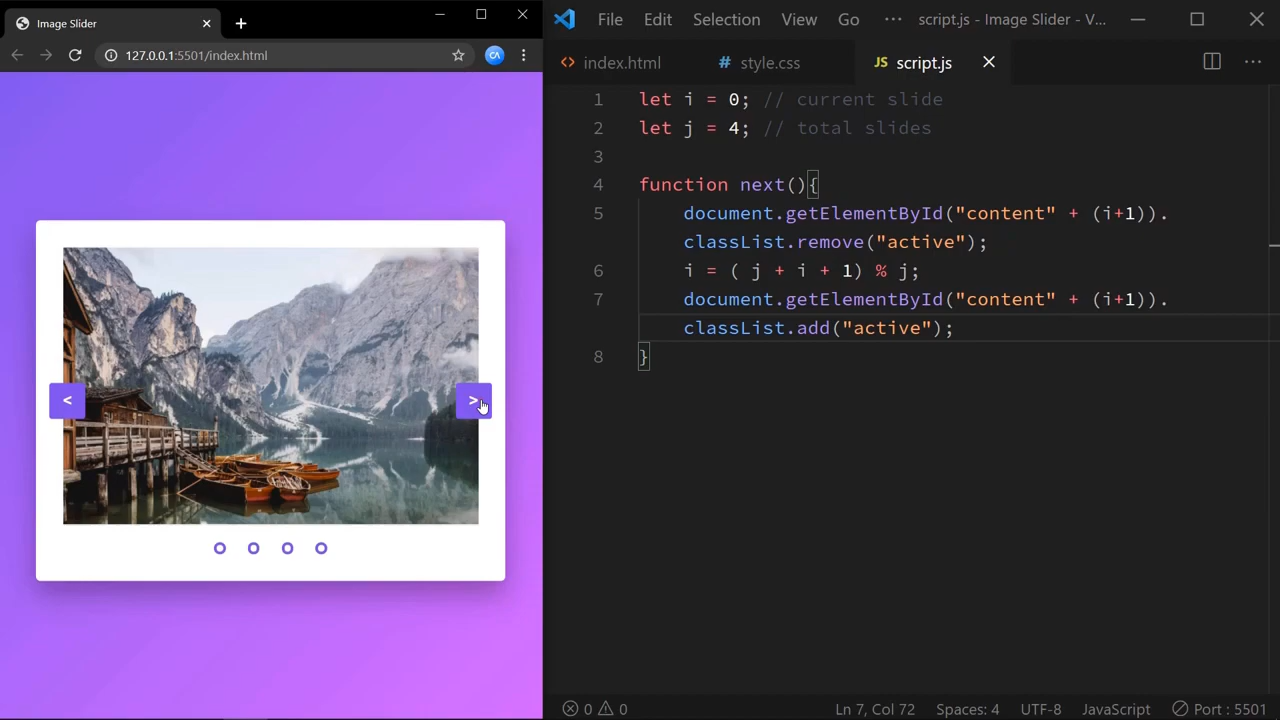 Image Slider
127.0.0.1:5501/index.html
CA
<
>
File Edit Selection View Go ··· script.js - Image Slider - V...
<> index.html # style.css JS script.js
1 let i = 0; // current slide
2 let j = 4; // total slides
3
4 function next(){
5 document.getElementById("content" + (i+1)).
classList.remove("active");
6 i = ( j + i + 1) % j;
7 document.getElementById("content" + (i+1)).
classList.add("active");
8 }
0 0 Ln 7, Col 72 Spaces: 4 UTF-8 JavaScript Port : 5501